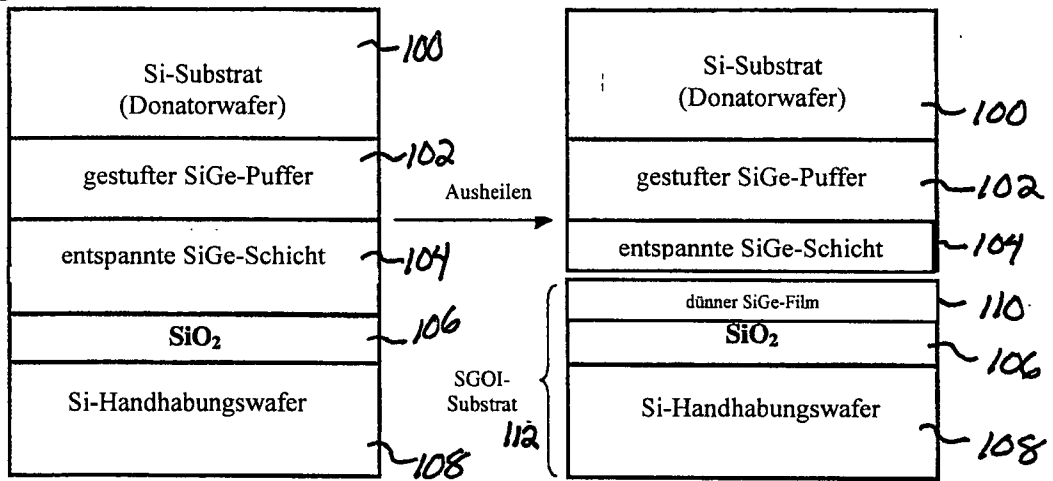 Si-Substrat
(Donatorwafer)
100
gestufter SiGe-Puffer
102
entspannte SiGe-Schicht
104
SiO₂
106
Si-Handhabungswafer
108
Ausheilen
Si-Substrat
(Donatorwafer)
100
gestufter SiGe-Puffer
102
entspannte SiGe-Schicht
104
dünner SiGe-Film
110
SiO₂
106
Si-Handhabungswafer
108
SGOI-
Substrat
112